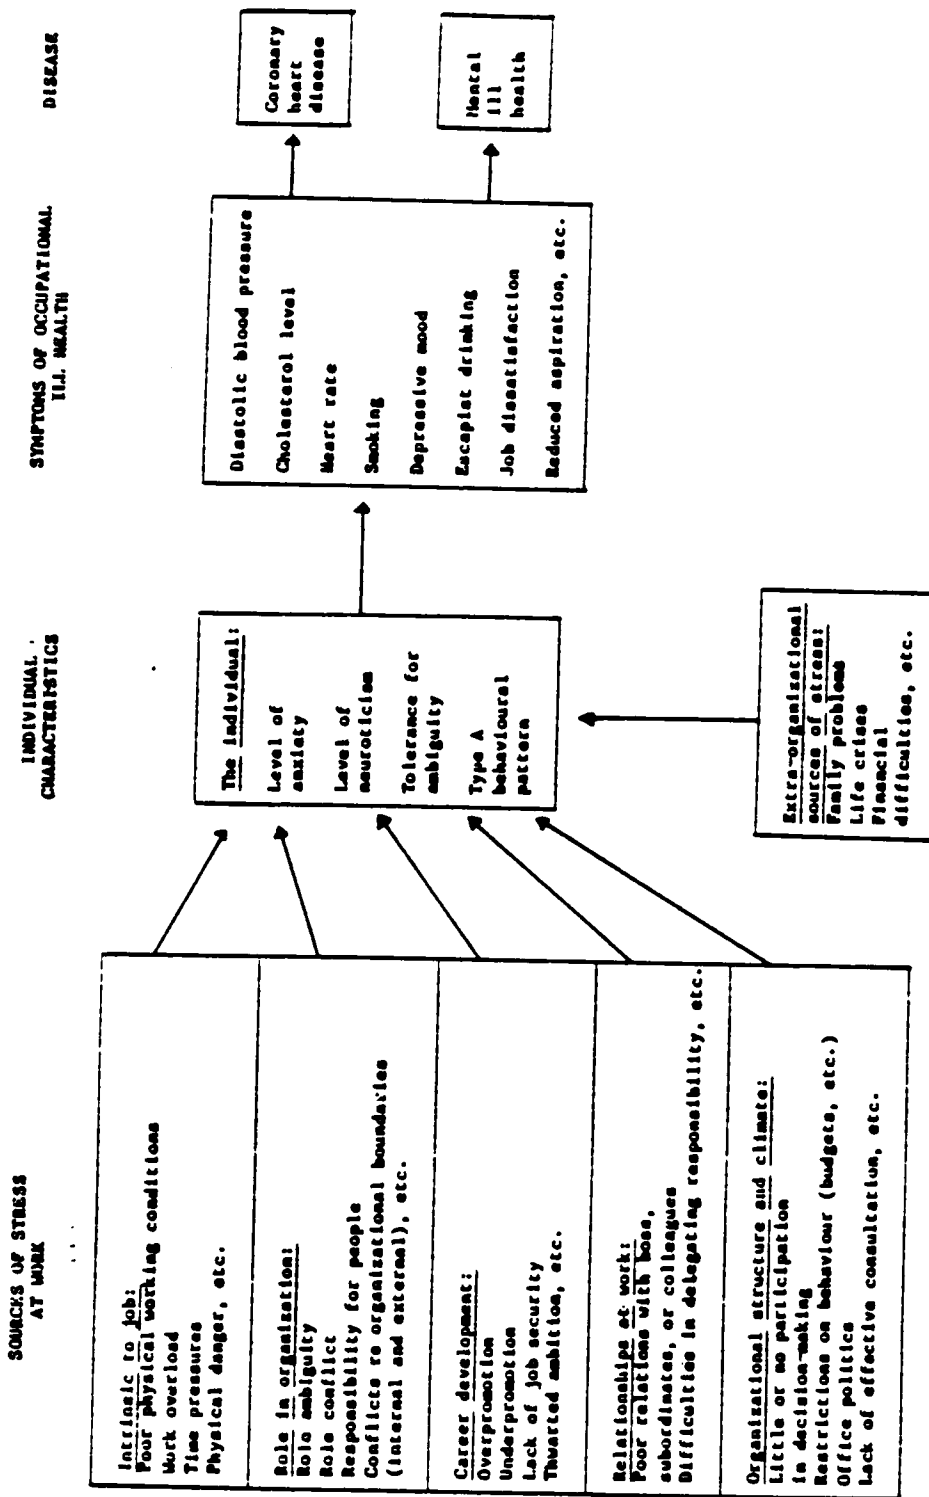 SOURCES OF STRESS
AT WORK
INDIVIDUAL
CHARACTERISTICS
SYMPTOMS OF OCCUPATIONAL
ILL HEALTH
DISEASE
Intrinsic to job:
Poor physical working conditions
Work overload
Time pressures
Physical danger, etc.
Role in organization:
Role ambiguity
Role conflict
Responsibility for people
Conflicts re organizational boundaries
(internal and external), etc.
Career development:
Overpromotion
Underpromotion
Lack of job security
Thwarted ambition, etc.
Relationships at work:
Poor relations with boss,
subordinates, or colleagues
Difficulties in delegating responsibility, etc.
Organizational structure and climate:
Little or no participation
in decision-making
Restrictions on behaviour (budgets, etc.)
Office politics
Lack of effective consultation, etc.
The individual:
Level of
anxiety
Level of
neuroticism
Tolerance for
ambiguity
Type A
behavioural
pattern
Extra-organizational
sources of stress:
Family problems
Life crises
Financial
difficulties, etc.
Diastolic blood pressure
Cholesterol level
Heart rate
Smoking
Depressive mood
Escapist drinking
Job dissatisfaction
Reduced aspiration, etc.
Coronary
heart
disease
Mental
ill
health